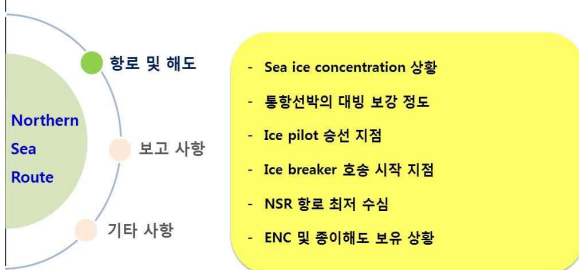 Northern
Sea
Route
항로 및 해도
보고 사항
기타 사항
- Sea ice concentration 상황
- 통항선박의 대빙 보강 정도
- Ice pilot 승선 지점
- Ice breaker 호송 시작 지점
- NSR 항로 최저 수심
- ENC 및 종이해도 보유 상황